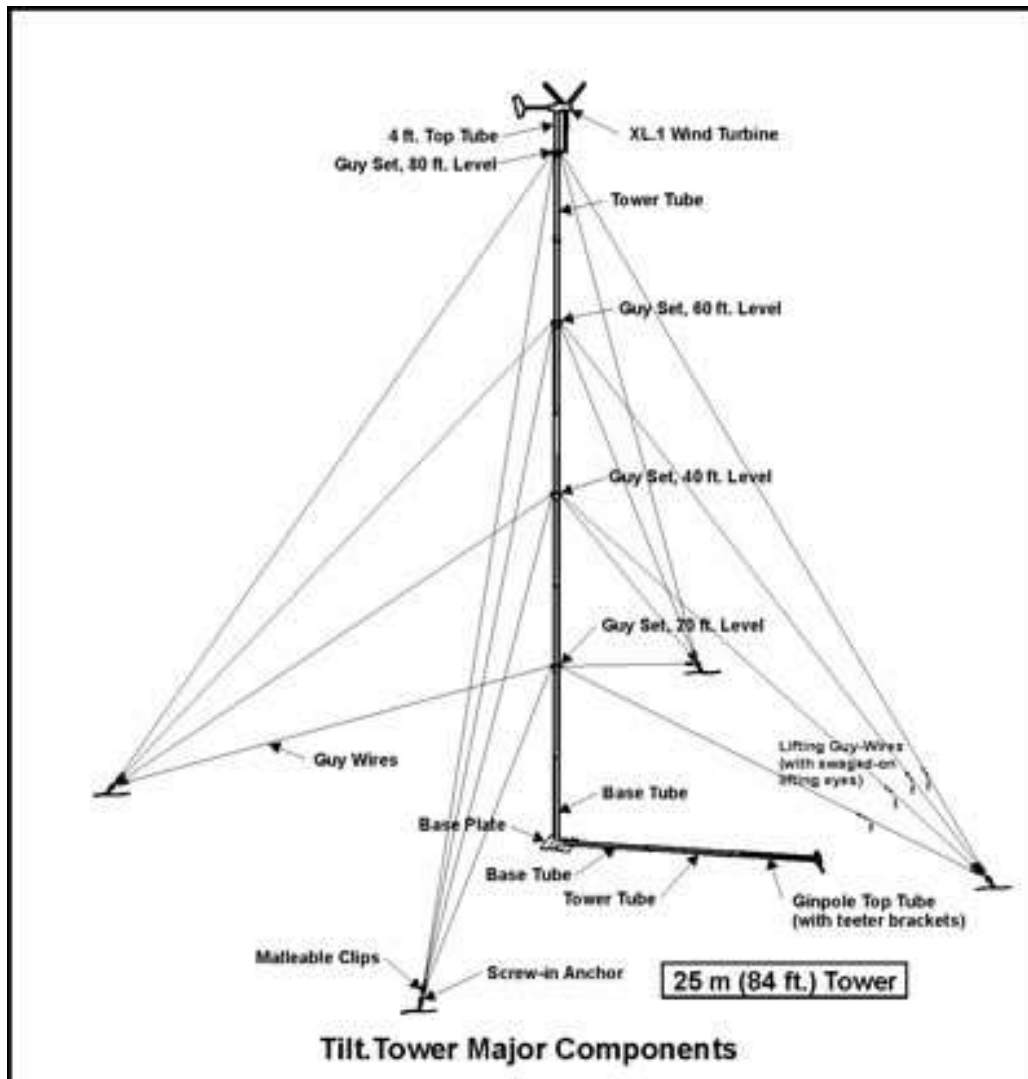 4 ft. Top Tube
XL.1 Wind Turbine
Guy Set, 80 ft. Level
Tower Tube
Guy Set, 60 ft. Level
Guy Set, 40 ft. Level
Guy Set, 20 ft. Level
Lifting Guy-Wires
(with swaged-on
lifting eyes)
Guy Wires
Base Tube
Base Plate
Base Tube
Tower Tube
Ginpole Top Tube
(with teeter brackets)
Malleable Clips
Screw-in Anchor
25 m (84 ft.) Tower
Tilt.Tower Major Components